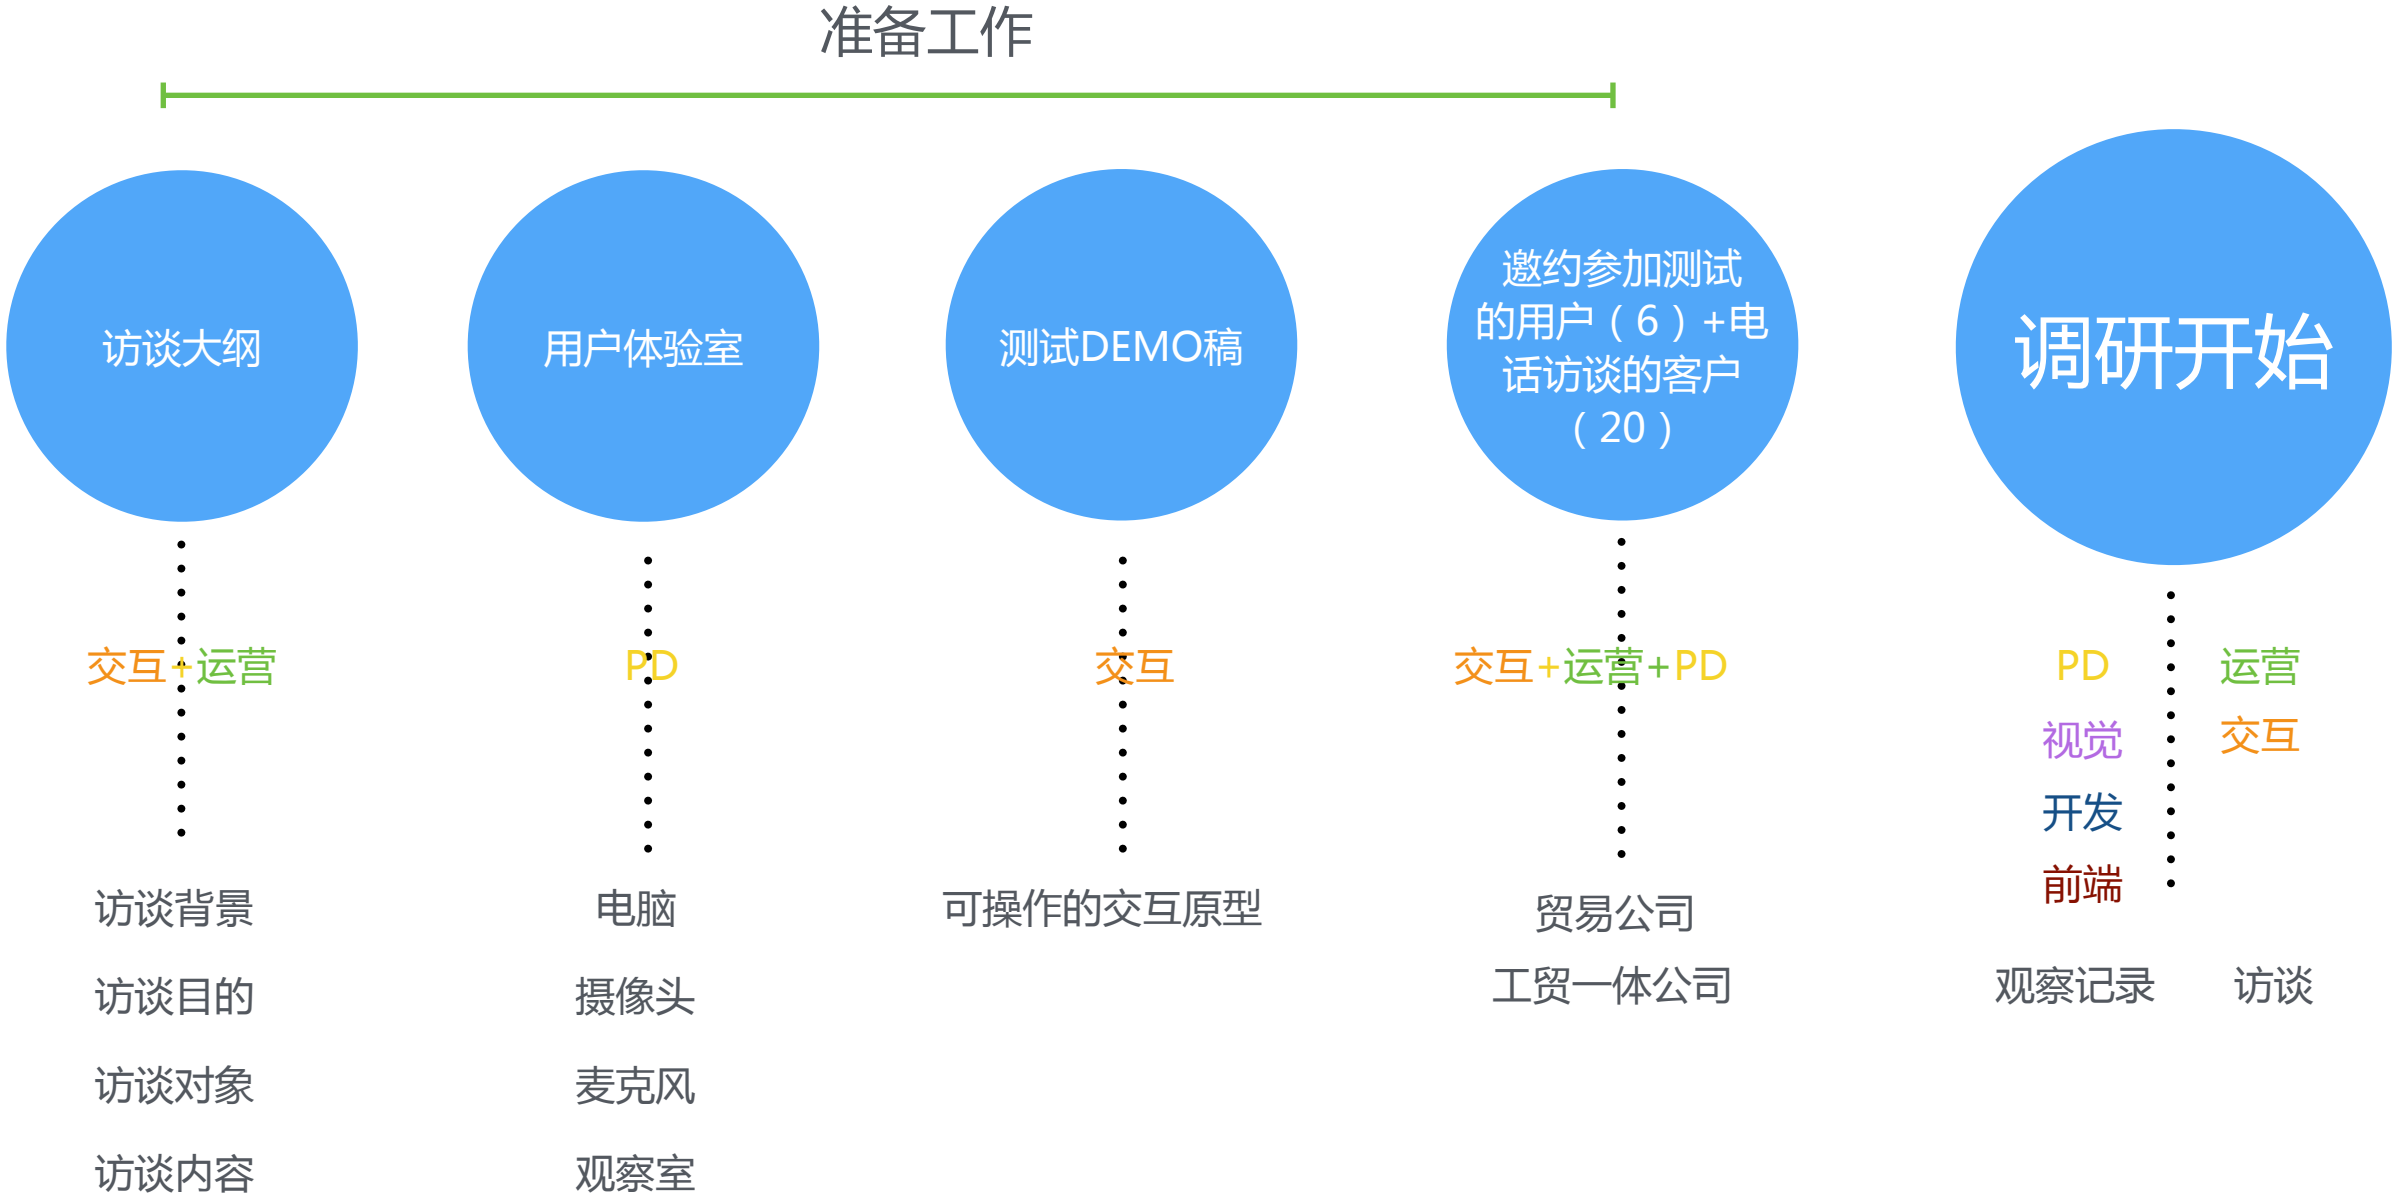 准备工作
访谈大纲
用户体验室
测试DEMO稿
邀约参加测试
的用户（6）+电
话访谈的客户
（20）
调研开始
交互+运营
PD
交互
交互+运营+PD
PD
视觉
开发
前端
运营
交互
访谈背景
访谈目的
访谈对象
访谈内容
电脑
摄像头
麦克风
观察室
可操作的交互原型
贸易公司
工贸一体公司
观察记录
访谈